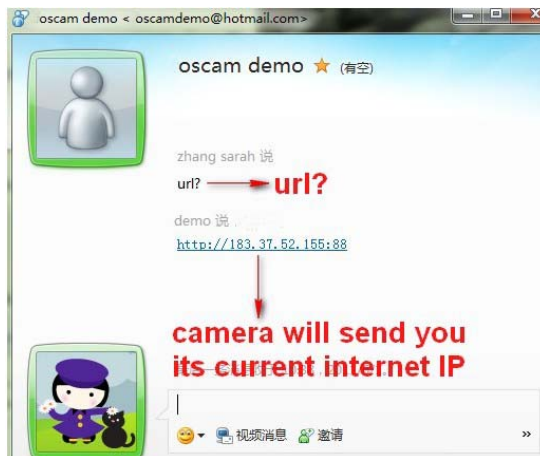 oscam demo < oscamdemo@hotmail.com>
oscam demo (有空)
zhang sarah 说
url? url?
demo 说
http://183.37.52.155:88
camera will send you
its current internet IP
视频消息 邀请 »